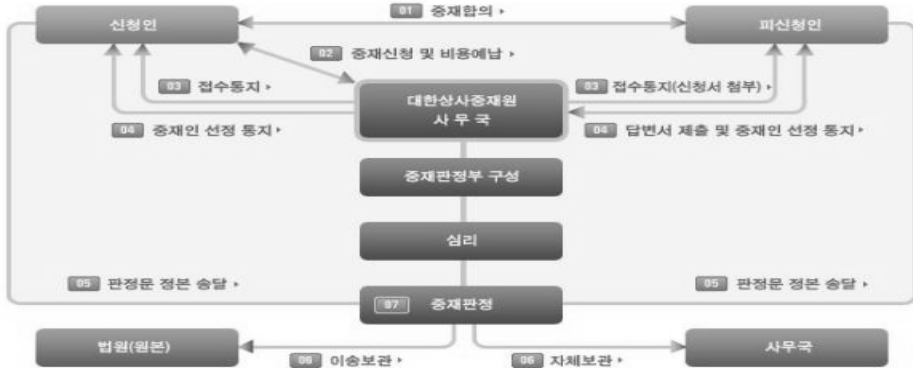 01 중재합의
신청인
피신청인
02 중재신청 및 비용예납
03 접수통지
03 접수통지(신청서 첨부)
대한상사중재원
사 무 국
04 중재인 선정 통지
04 답변서 제출 및 중재인 선정 통지
중재판정부 구성
심리
05 판정문 정본 송달
05 판정문 정본 송달
07 중재판정
법원(원본)
06 이송보관
06 자체보관
사무국